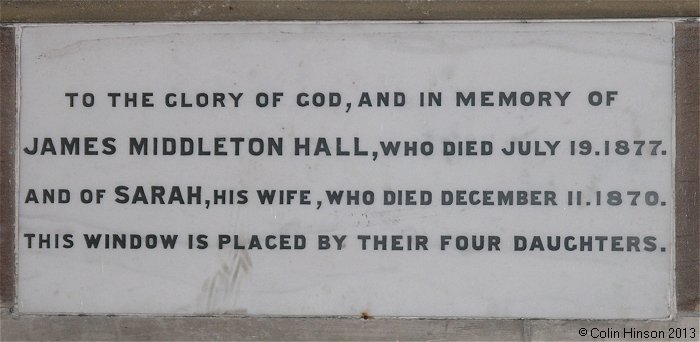 TO THE GLORY OF GOD, AND IN MEMORY OF
JAMES MIDDLETON HALL, WHO DIED JULY 19. 1877.
AND OF SARAH, HIS WIFE, WHO DIED DECEMBER 11. 1870.
THIS WINDOW IS PLACED BY THEIR FOUR DAUGHTERS.
©Colin Hinson 2013